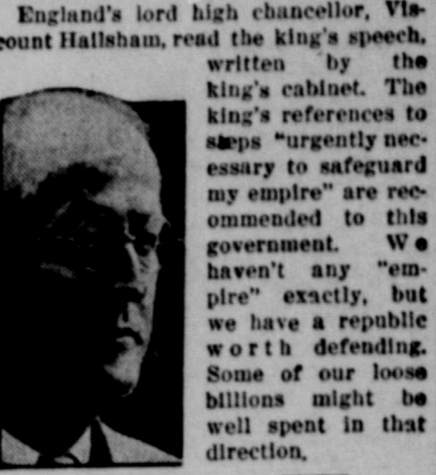 England's lord high chancellor, Vis-
count Hailsham, read the king's speech,
written by the
king's cabinet. The
king's references to
steps "urgently nec-
essary to safeguard
my empire" are rec-
ommended to this
government. We
haven't any "em-
pire" exactly, but
we have a republic
worth defending.
Some of our loose
billions might be
well spent in that
direction.